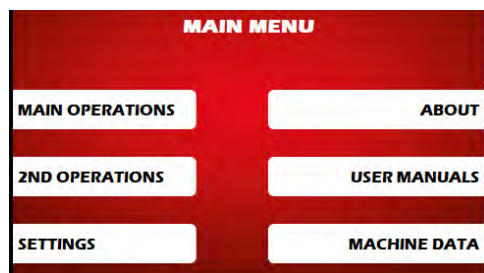 MAIN MENU
MAIN OPERATIONS
ABOUT
2ND OPERATIONS
USER MANUALS
SETTINGS
MACHINE DATA